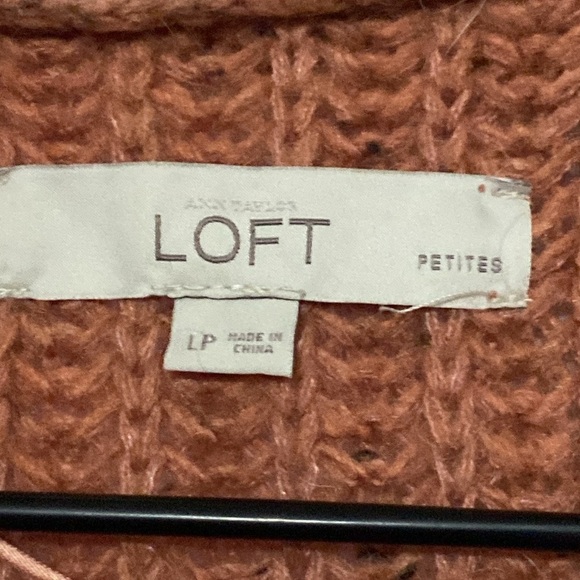 ANN TAYLOR
LOFT
PETITES
LP
MADE IN
CHINA